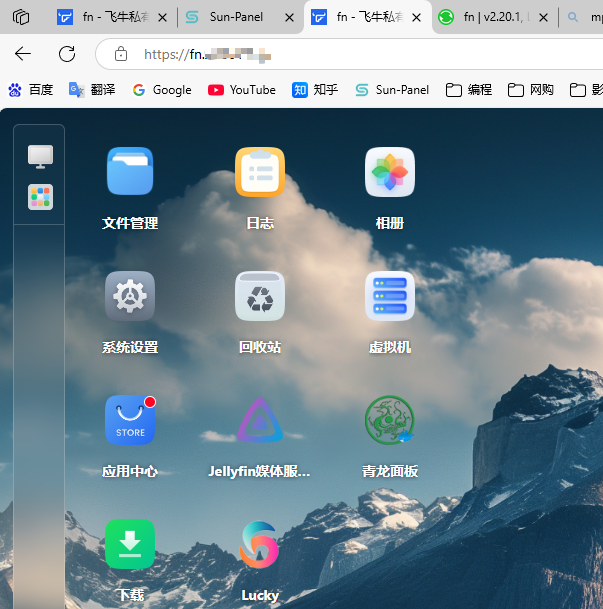 fn - 飞牛私有
Sun-Panel
fn - 飞牛私有
fn | v2.20.1,
mp
https://fn.
百度
翻译
Google
YouTube
知 知乎
Sun-Panel
编程
网购
影
文件管理
日志
相册
系统设置
回收站
虚拟机
STORE
应用中心
Jellyfin媒体服...
青龙面板
下载
Lucky